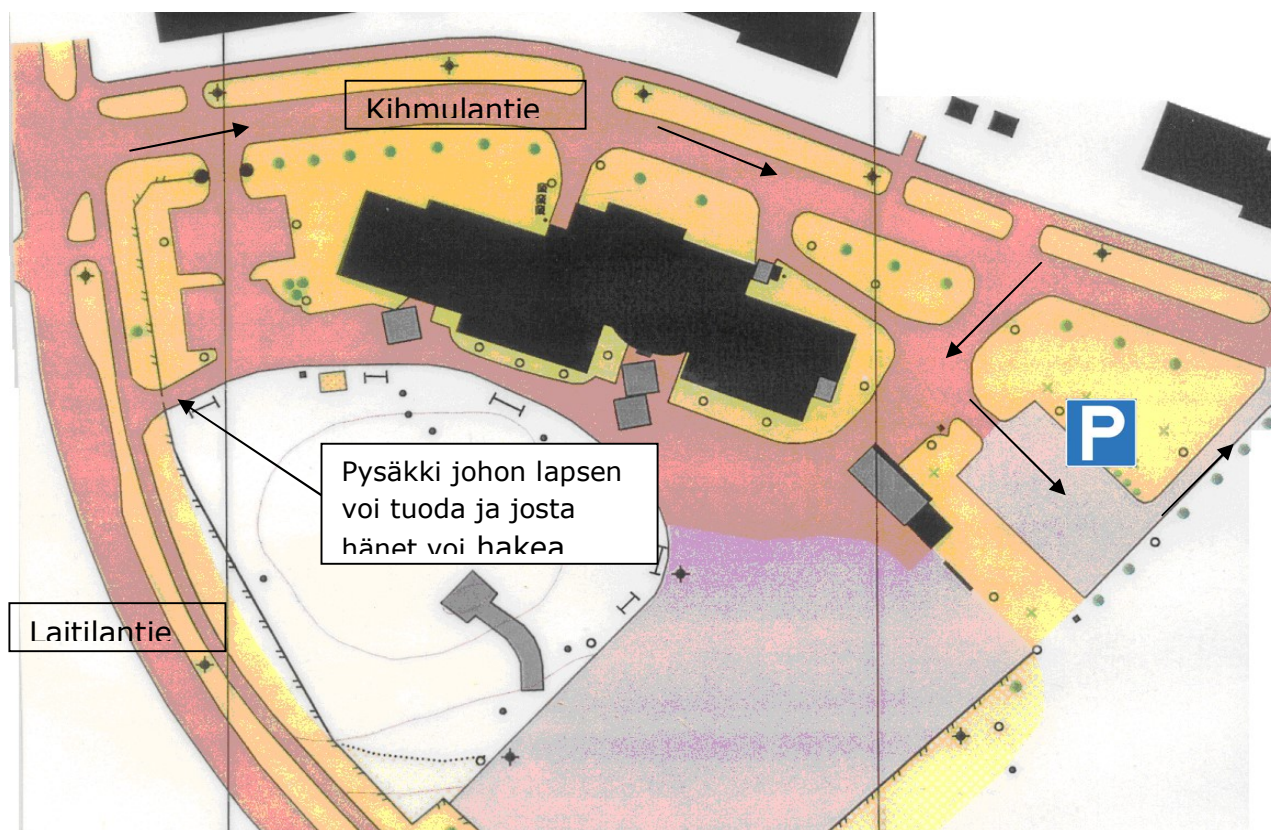 Kihmulantie
P
Pysäkki johon lapsen
voi tuoda ja josta
hänet voi hakea
Laitilantie